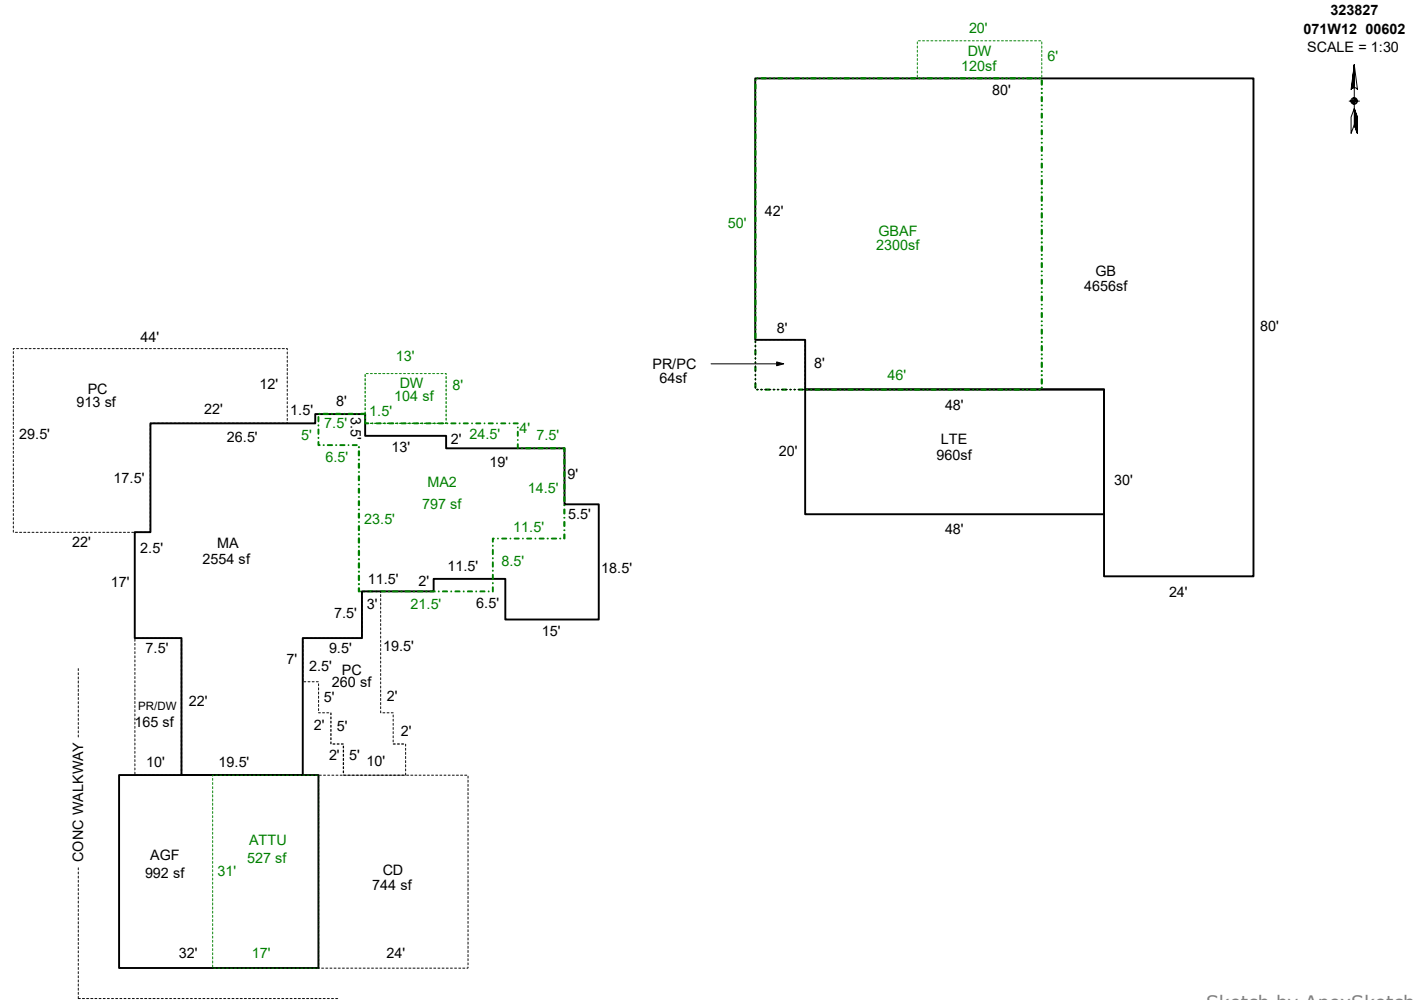 323827
071W12 00602
SCALE = 1:30
20'
DW
120sf
6'
80'
50'
42'
GBAF
2300sf
GB
4656sf
80'
8'
PR/PC
64sf
8'
46'
48'
LTE
960sf
20'
30'
48'
24'
44'
PC
913 sf
12'
29.5'
22'
26.5'
1.5'
8'
7.5'
3.5'
5'
6.5'
13'
DW
104 sf
8'
1.5'
13'
2'
24.5'
4'
7.5'
19'
9'
17.5'
MA2
797 sf
14.5'
5.5'
23.5'
11.5'
22'
2.5'
MA
2554 sf
8.5'
18.5'
17'
11.5'
2'
11.5'
3'
21.5'
6.5'
15'
7.5'
7.5'
9.5'
19.5'
7'
2.5'
PC
260 sf
PR/DW
165 sf
22'
5'
2'
2'
5'
2'
2'
5'
10'
10'
19.5'
CONC WALKWAY
AGF
992 sf
ATTU
527 sf
31'
CD
744 sf
32'
17'
24'
Sketch by ApexSketch